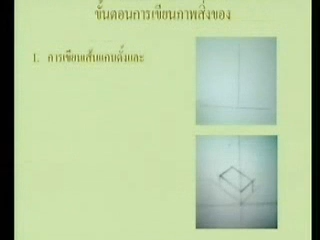 ขั้นตอนการเขียนภาพสิ่งของ
1. การเขียนเส้นแกนตั้งและ